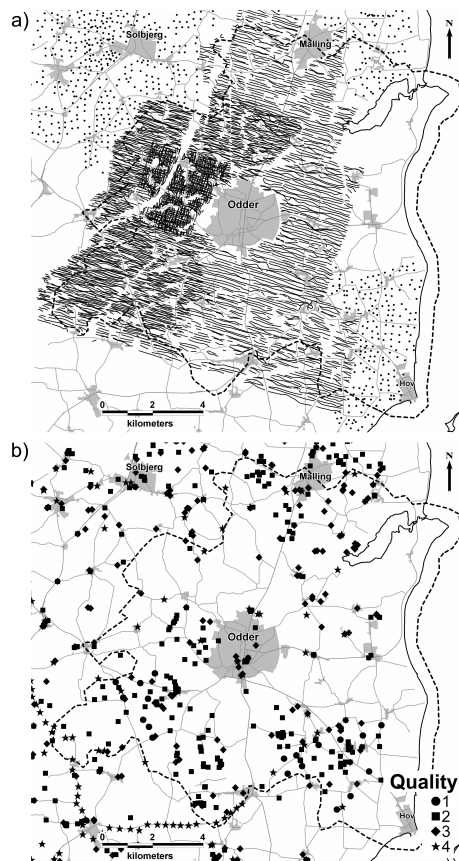 a)
N
Solbjerg
Malling
Odder
Hov
0 2 4
kilometers
b)
N
Solbjerg
Malling
Odder
Quality
1
2
3
4
Hov
0 2 4
kilometers